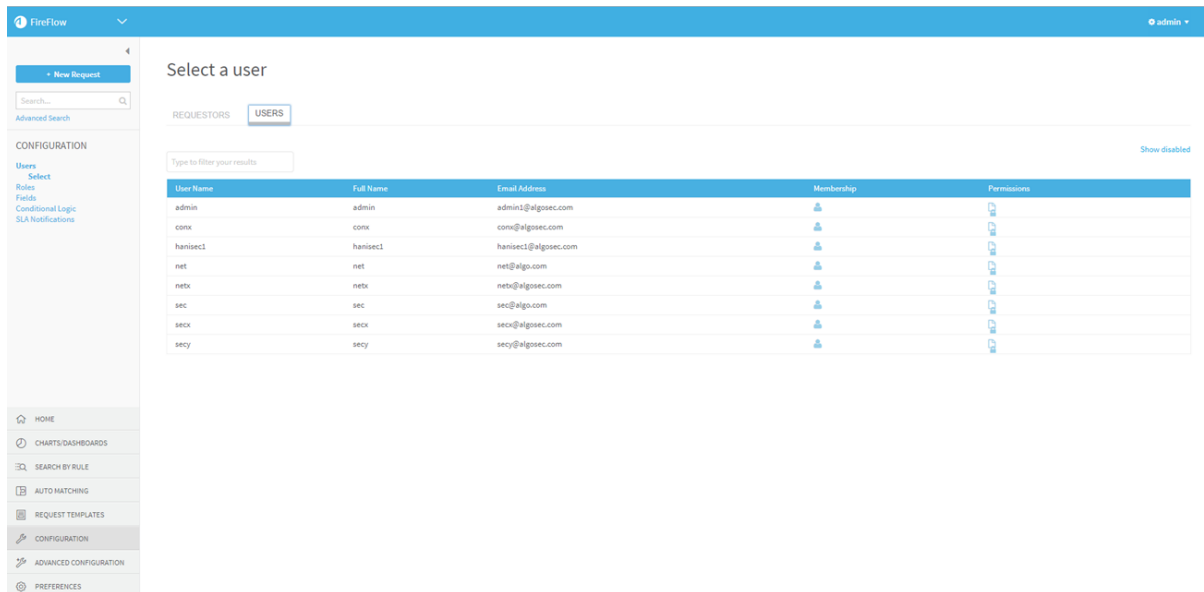 FireFlow
admin
+ New Request
Search...
Advanced Search
CONFIGURATION
Users
Select
Roles
Fields
Conditional Logic
SLA Notifications
HOME
CHARTS/DASHBOARDS
SEARCH BY RULE
AUTO MATCHING
REQUEST TEMPLATES
CONFIGURATION
ADVANCED CONFIGURATION
PREFERENCES
Select a user
REQUESTORS USERS
Show disabled
Type to filter your results
User Name Full Name Email Address Membership Permissions
admin admin admin1@algosec.com
conx conx conx@algosec.com
hanisec1 hanisec1 hanisec1@algosec.com
net net net@algo.com
netx netx netx@algosec.com
sec sec sec@algo.com
secx secx secx@algosec.com
secy secy secy@algosec.com